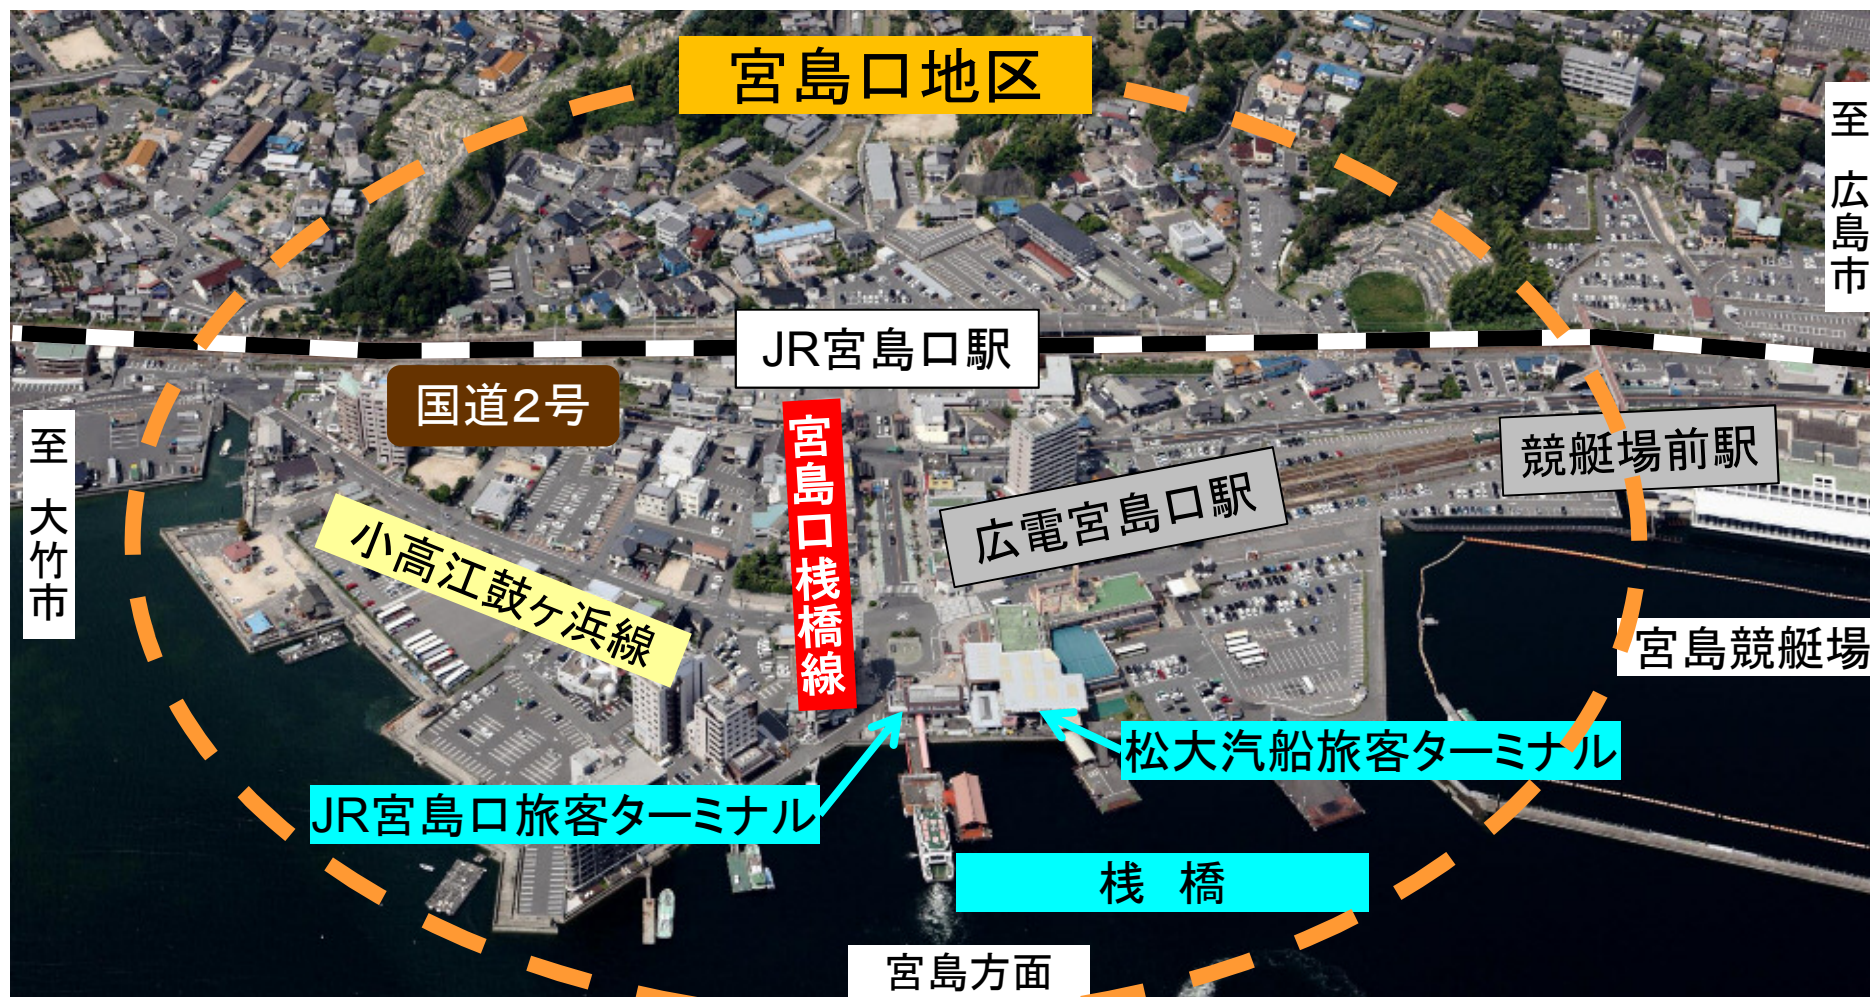 宮島口地区
至 広島市
JR宮島口駅
国道2号
至 大竹市
宮島口桟橋線
競艇場前駅
広電宮島口駅
小高江鼓ヶ浜線
宮島競艇場
松大汽船旅客ターミナル
JR宮島口旅客ターミナル
桟 橋
宮島方面